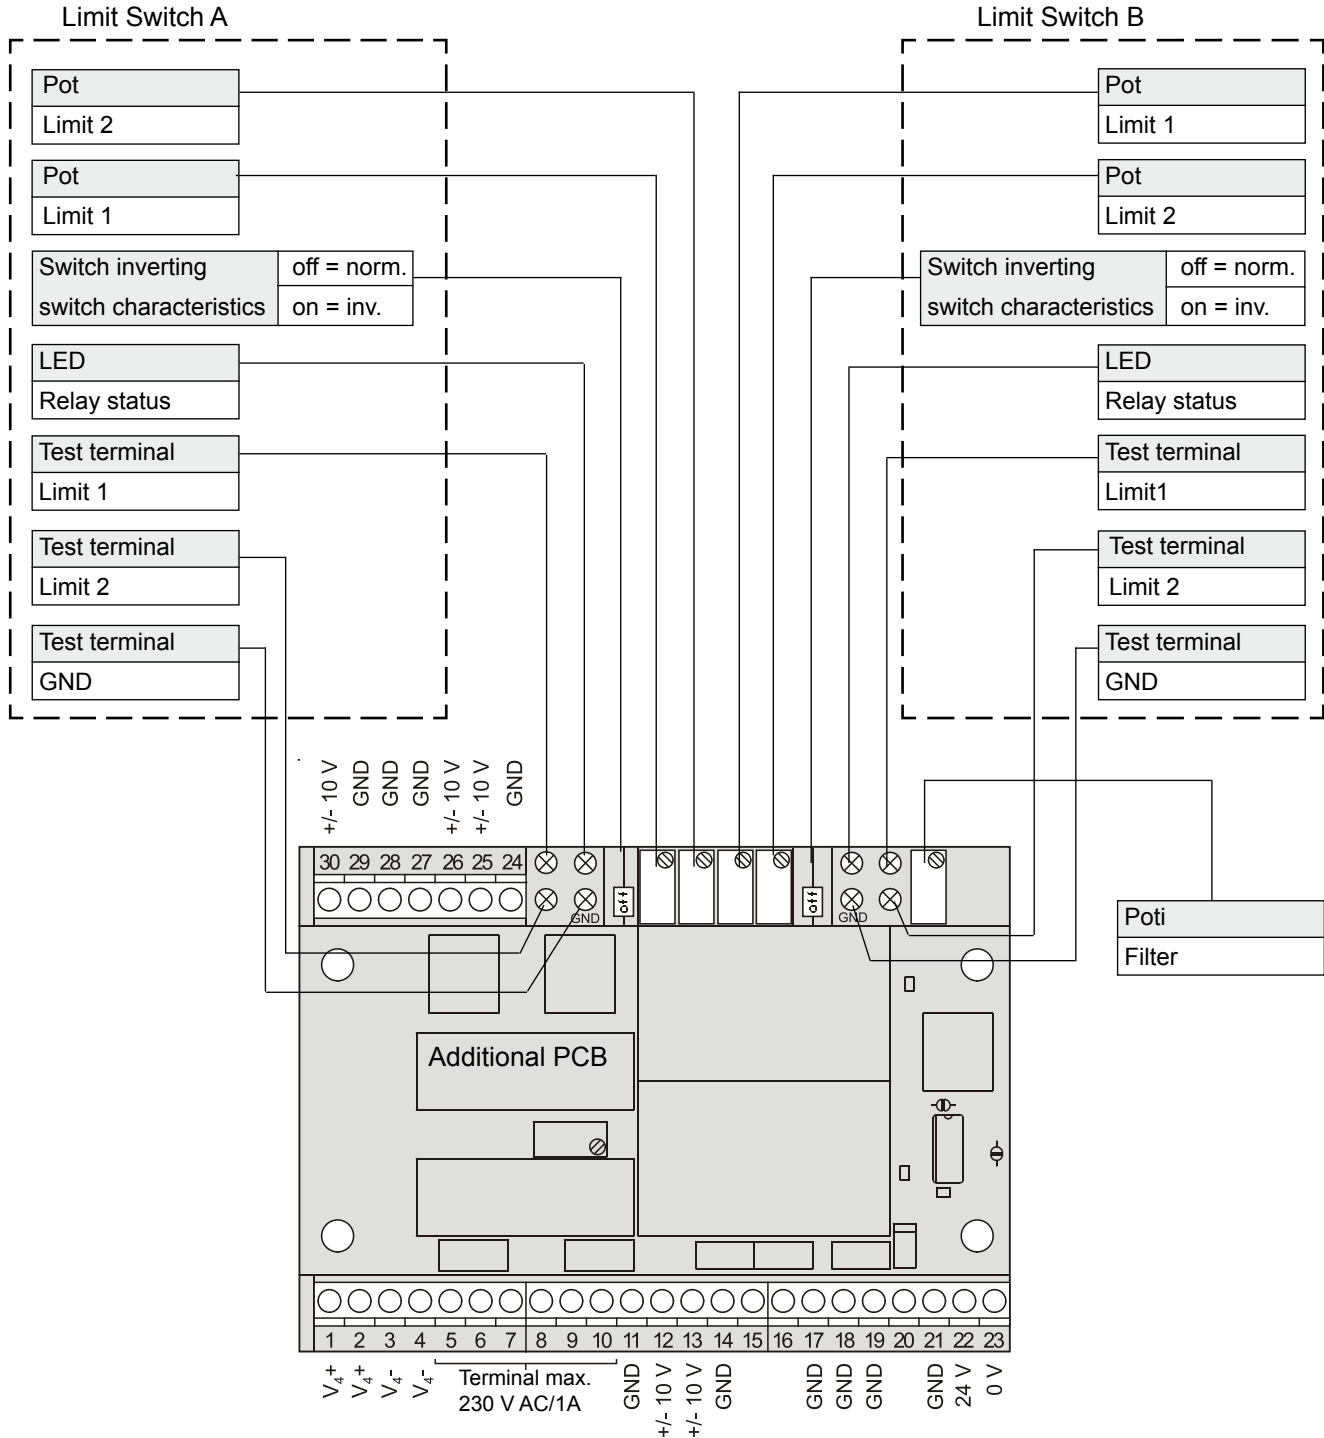 Limit Switch A
Limit Switch B
Pot
Limit 2
Pot
Limit 1
Switch inverting
switch characteristics
off = norm.
on = inv.
LED
Relay status
Test terminal
Limit 1
Test terminal
Limit 2
Test terminal
GND
Pot
Limit 1
Pot
Limit 2
Switch inverting
switch characteristics
off = norm.
on = inv.
LED
Relay status
Test terminal
Limit1
Test terminal
Limit 2
Test terminal
GND
+/- 10 V
GND
GND
GND
+/- 10 V
+/- 10 V
GND
30 29 28 27 26 25 24
GND
off
off
GND
Poti
Filter
Additional PCB
1 2 3 4 5 6 7 8 9 10 11 12 13 14 15 16 17 18 19 20 21 22 23
V4+
V4+
V4-
V4-
Terminal max.
230 V AC/1A
GND
+/- 10 V
+/- 10 V
GND
GND
GND
GND
GND
24 V
0 V